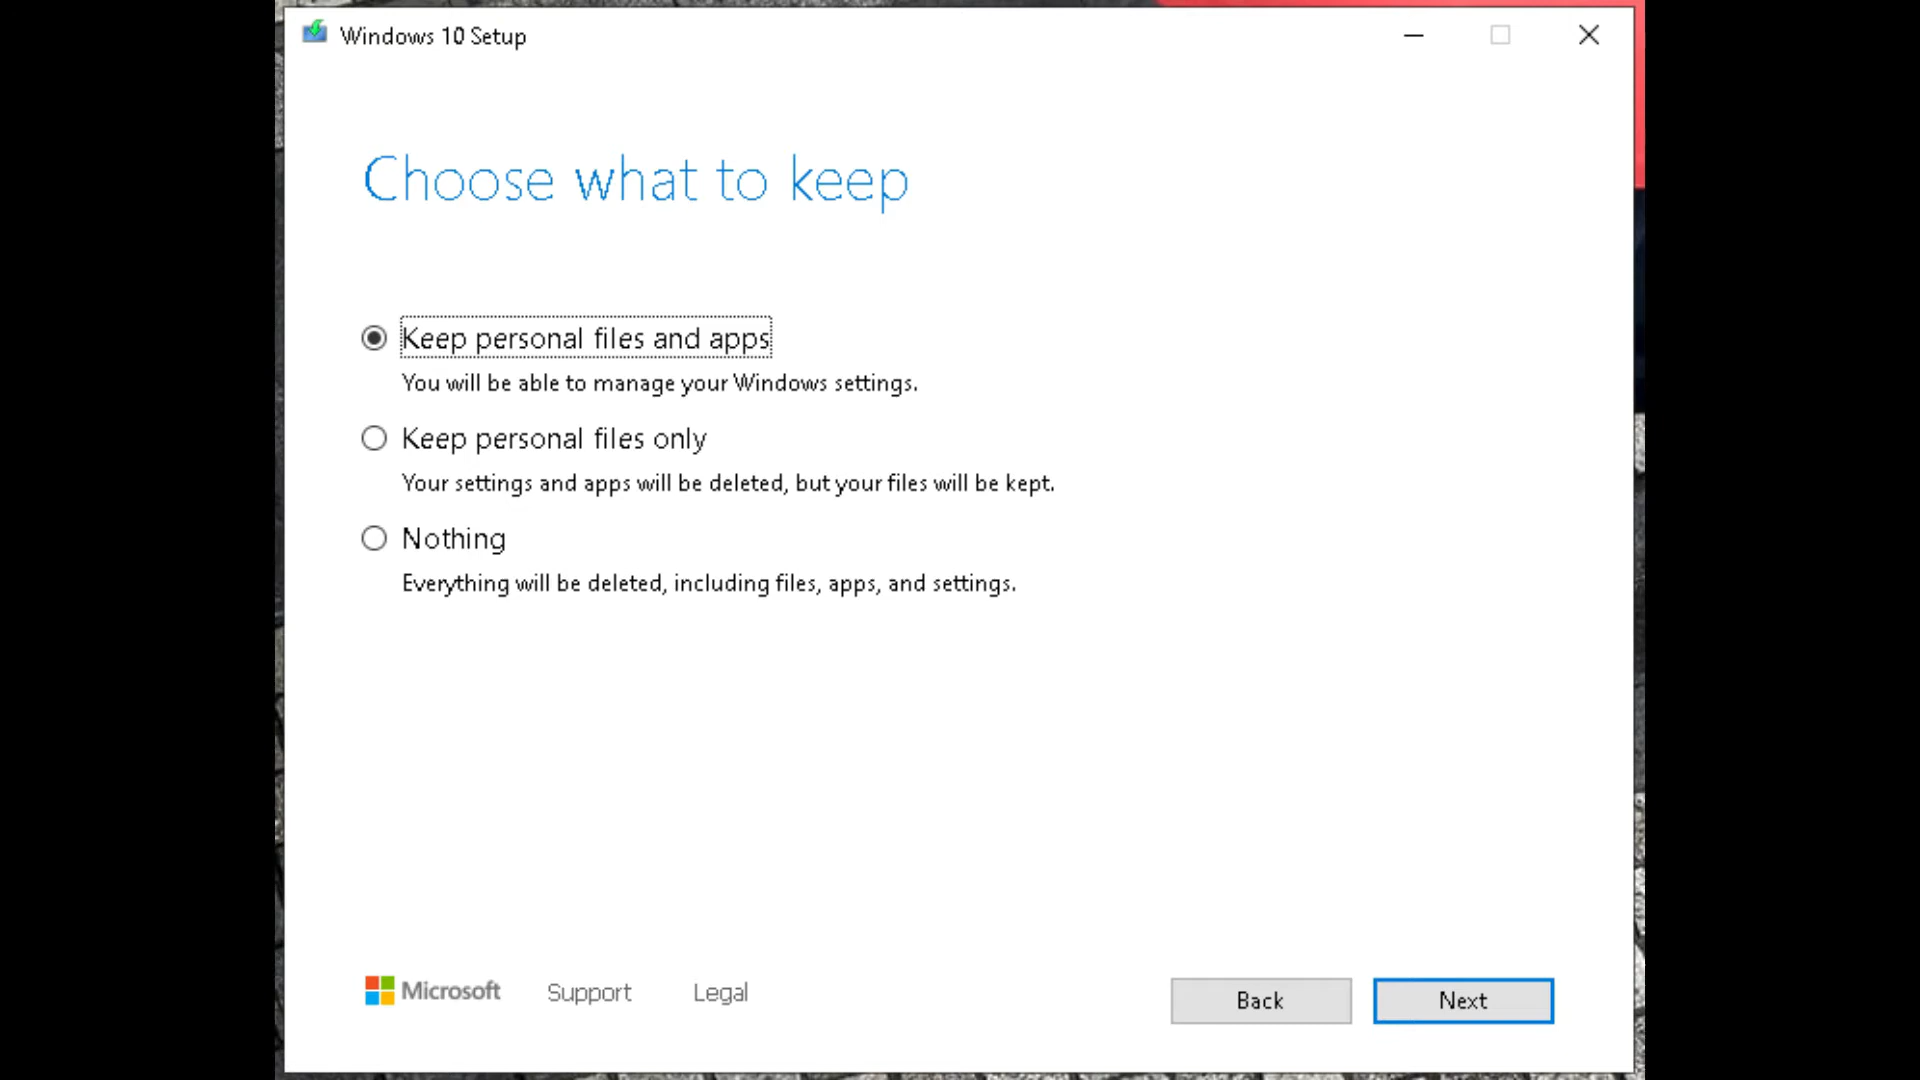 Windows 10 Setup
Choose what to keep
Keep personal files and apps
You will be able to manage your Windows settings.
Keep personal files only
Your settings and apps will be deleted, but your files will be kept.
Nothing
Everything will be deleted, including files, apps, and settings.
Microsoft Support Legal Back Next